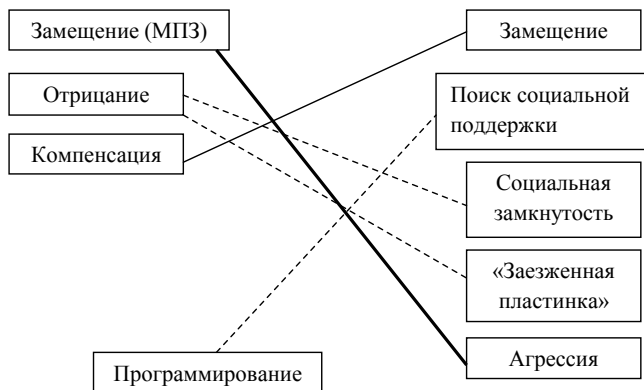 Замещение (МПЗ)
Отрицание
Компенсация
Программирование
Замещение
Поиск социальной
поддержки
Социальная
замкнутость
«Заезженная
пластинка»
Агрессия